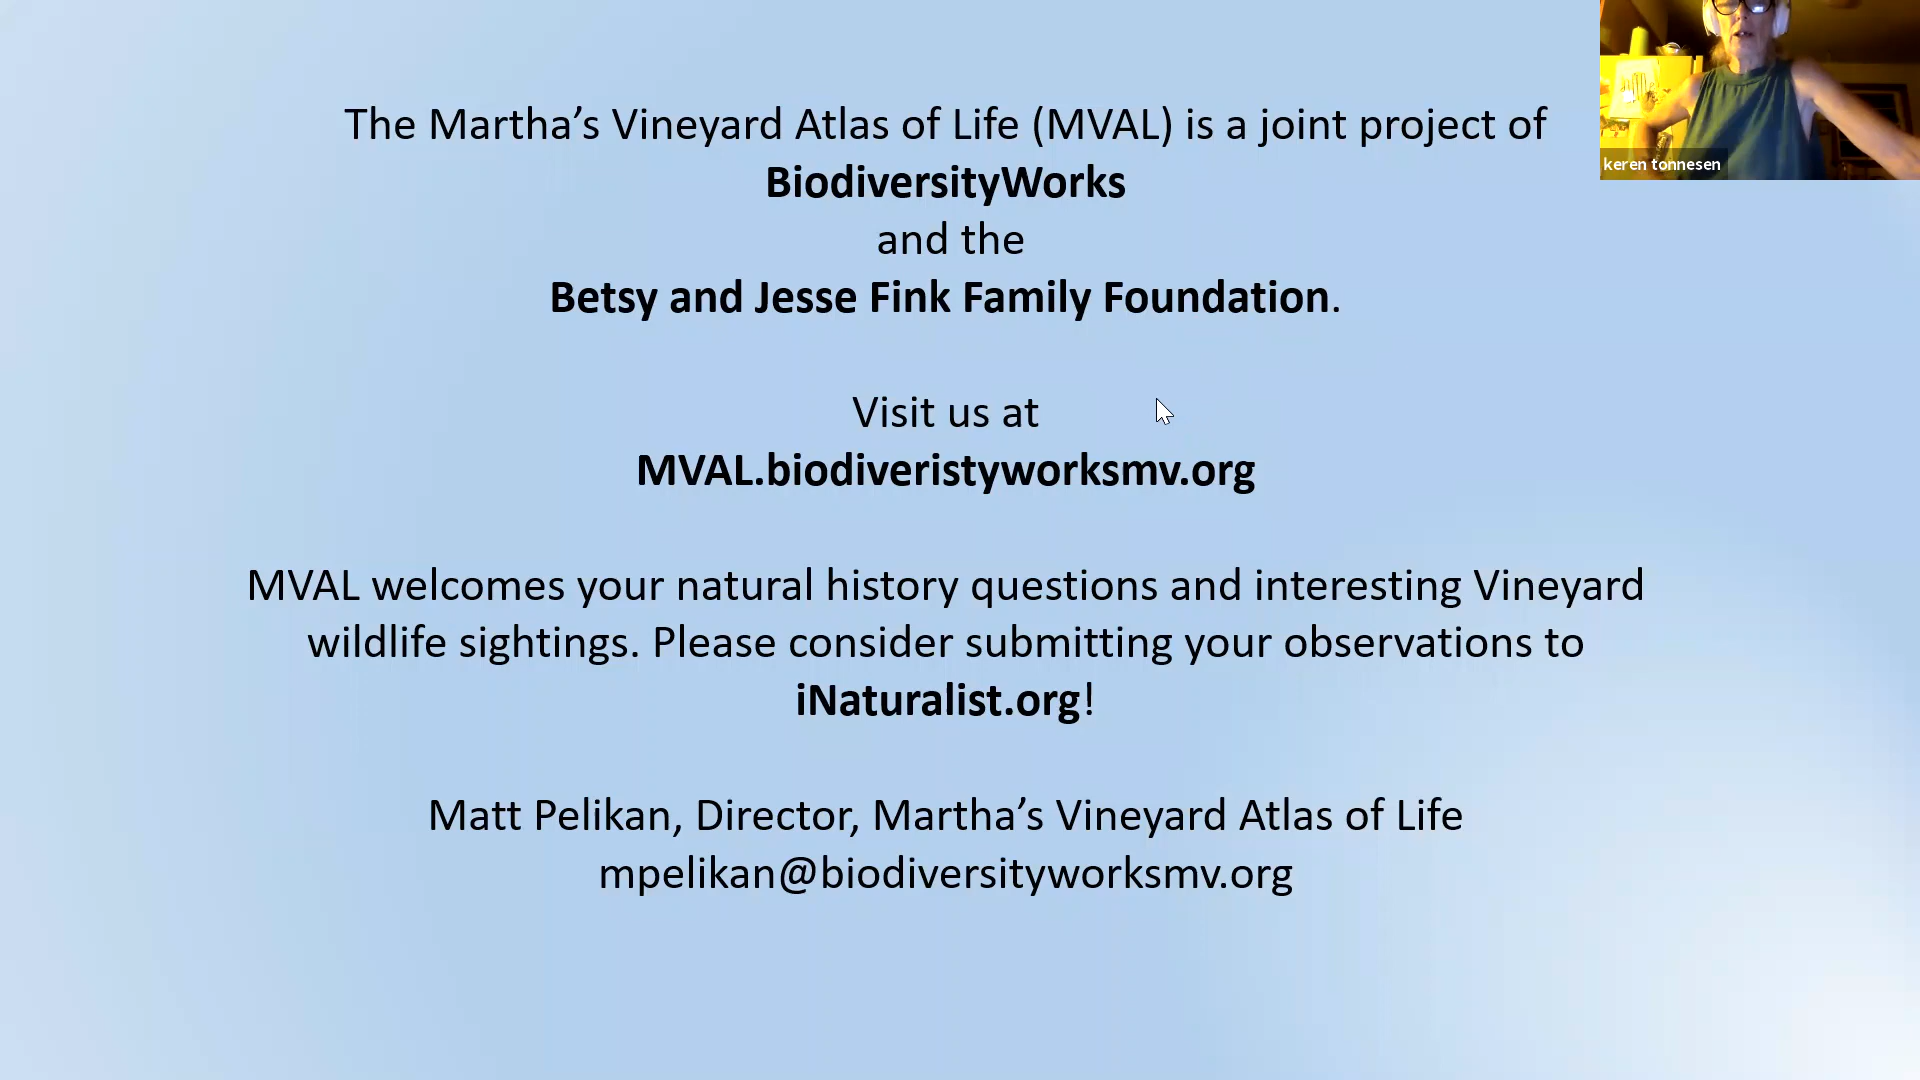 The Martha’s Vineyard Atlas of Life (MVAL) is a joint project of
BiodiversityWorks
and the
Betsy and Jesse Fink Family Foundation.
Visit us at
MVAL.biodiveristyworksmv.org
MVAL welcomes your natural history questions and interesting Vineyard
wildlife sightings. Please consider submitting your observations to
iNaturalist.org!
Matt Pelikan, Director, Martha’s Vineyard Atlas of Life
mpelikan@biodiversityworksmv.org
keren tonnesen